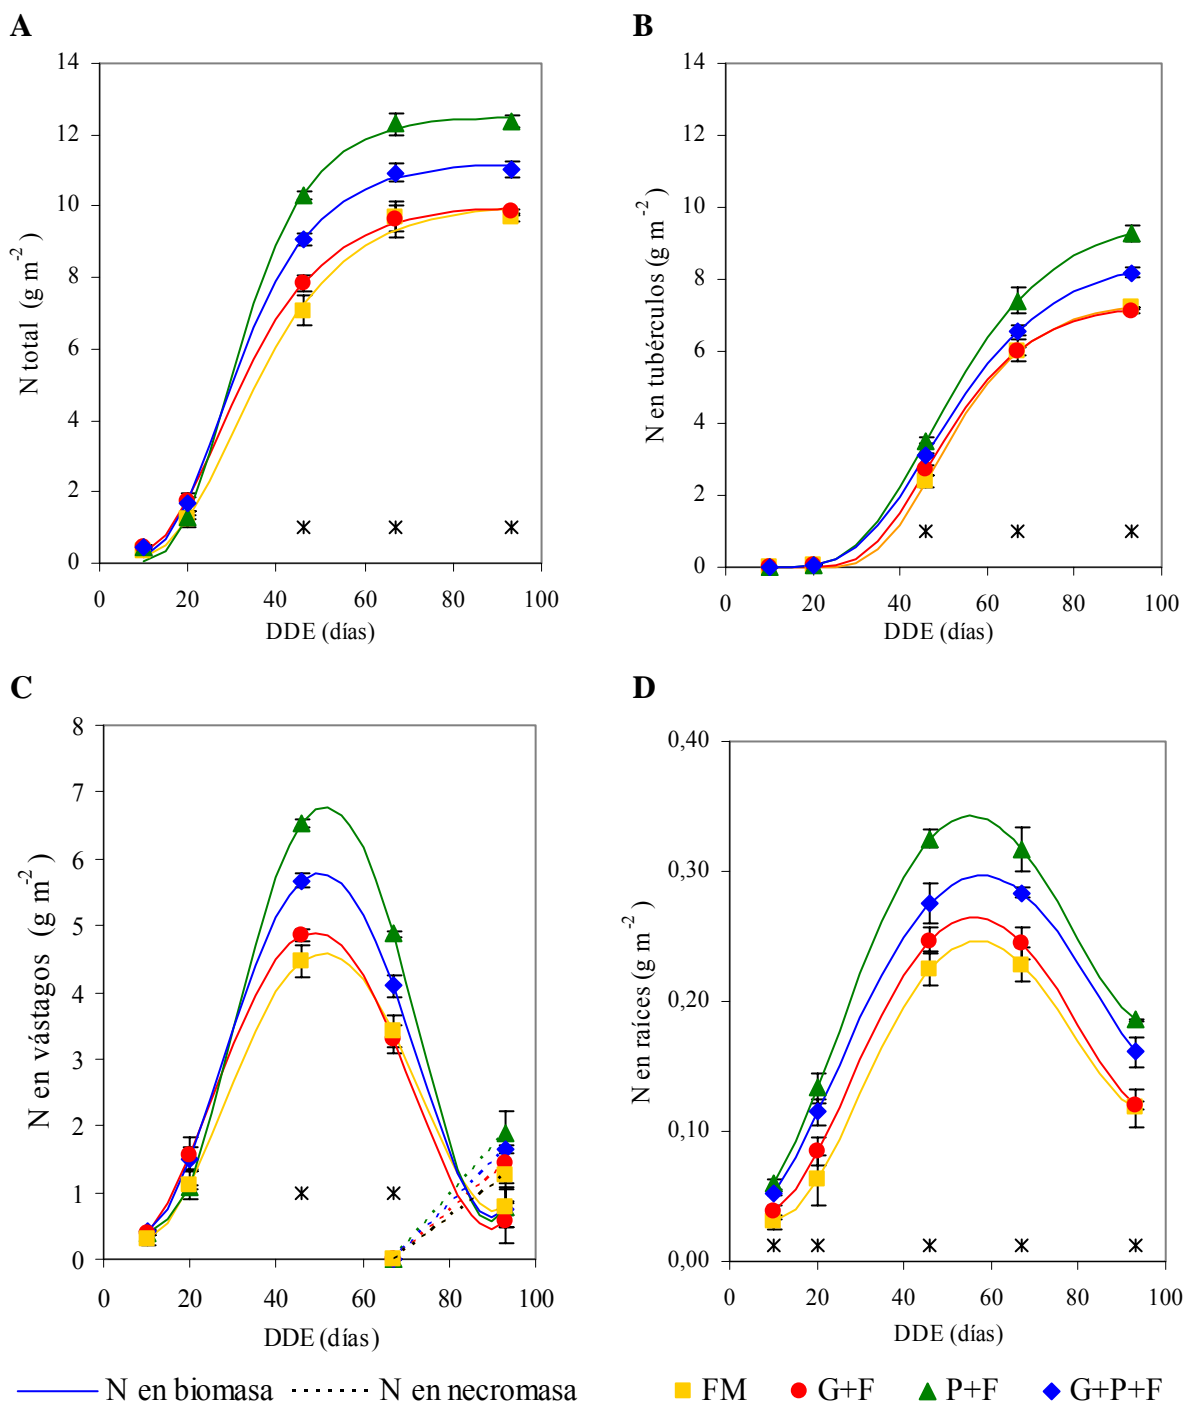 A
B
14
12
10
8
6
4
2
0
0 20 40 60 80 100
N total (g m-2 )
DDE (días)
14
12
10
8
6
4
2
0
0 20 40 60 80 100
N en tubérculos (g m-2 )
DDE (días)
C
D
8
7
6
5
4
3
2
1
0
0 20 40 60 80 100
N en vástagos (g m-2 )
DDE (días)
0,40
0,30
0,20
0,10
0,00
0 20 40 60 80 100
N en raíces (g m-2 )
DDE (días)
N en biomasa N en necromasa FM G+F P+F G+P+F